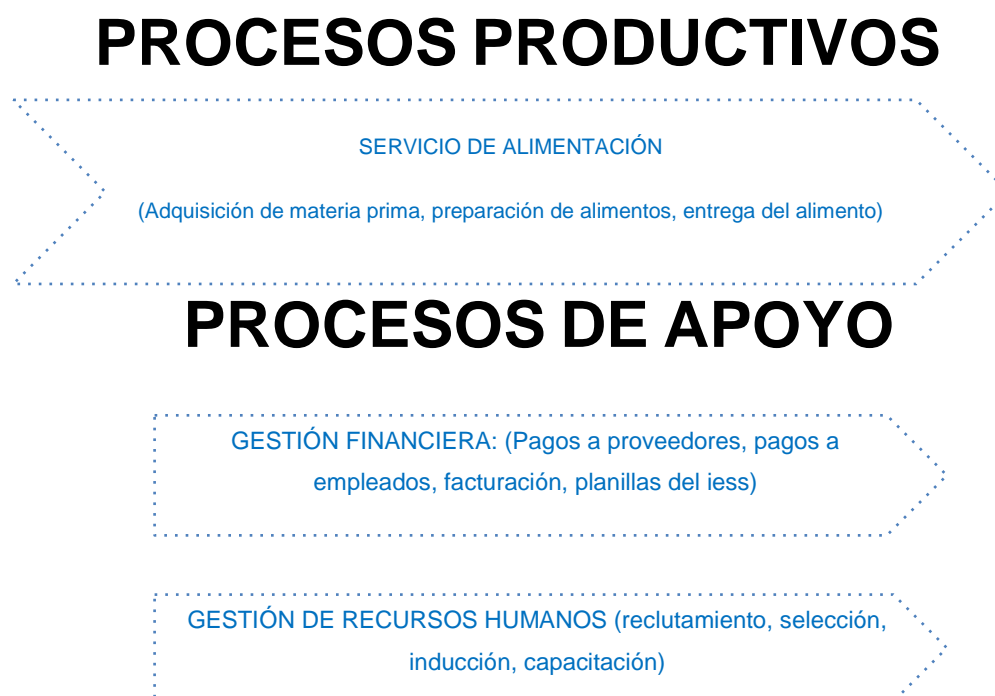 PROCESOS PRODUCTIVOS
SERVICIO DE ALIMENTACIÓN
(Adquisición de materia prima, preparación de alimentos, entrega del alimento)
PROCESOS DE APOYO
GESTIÓN FINANCIERA: (Pagos a proveedores, pagos a
empleados, facturación, planillas del iess)
GESTIÓN DE RECURSOS HUMANOS (reclutamiento, selección,
inducción, capacitación)